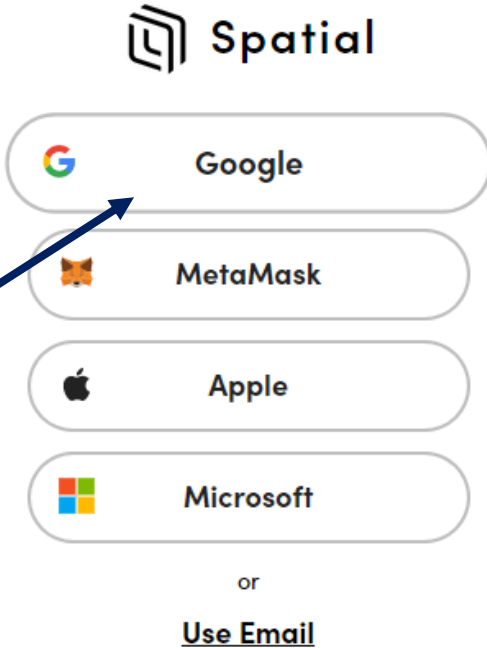 Spatial
Google
MetaMask
Apple
Microsoft
or
Use Email